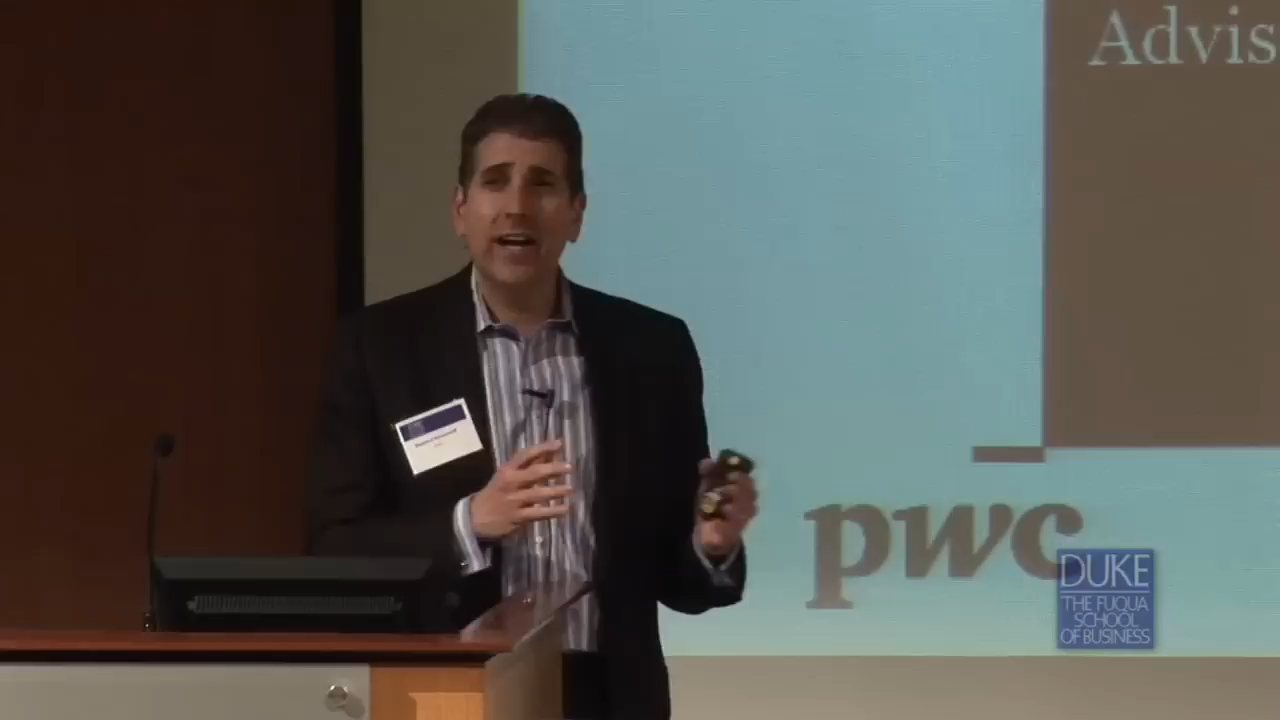 Advis
pwc
DUKE
THE FUQUA
SCHOOL
OF BUSINESS